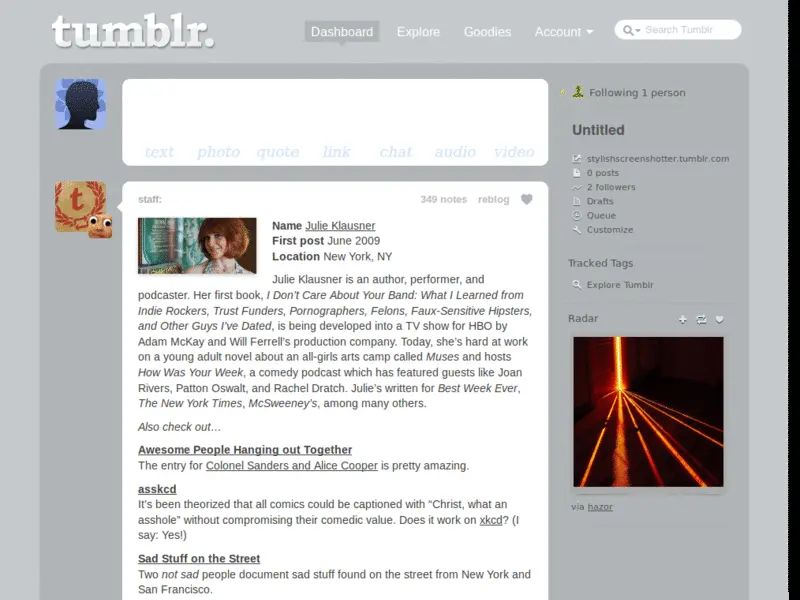 tumblr.
Dashboard
Explore
Goodies
Account
Search Tumblr
text photo quote link chat audio video
Following 1 person
Untitled
stylishscreenshotter.tumblr.com
0 posts
2 followers
Drafts
Queue
Customize
Tracked Tags
Explore Tumblr
Radar
via hazor
t
staff:
349 notes reblog
Name Julie Klausner
First post June 2009
Location New York, NY
Julie Klausner is an author, performer, and
podcaster. Her first book, I Don’t Care About Your Band: What I Learned from
Indie Rockers, Trust Funders, Pornographers, Felons, Faux-Sensitive Hipsters,
and Other Guys I’ve Dated, is being developed into a TV show for HBO by
Adam McKay and Will Ferrell’s production company. Today, she’s hard at work
on a young adult novel about an all-girls arts camp called Muses and hosts
How Was Your Week, a comedy podcast which has featured guests like Joan
Rivers, Patton Oswalt, and Rachel Dratch. Julie’s written for Best Week Ever,
The New York Times, McSweeney’s, among many others.
Also check out…
Awesome People Hanging out Together
The entry for Colonel Sanders and Alice Cooper is pretty amazing.
asskcd
It’s been theorized that all comics could be captioned with “Christ, what an
asshole” without compromising their comedic value. Does it work on xkcd? (I
say: Yes!)
Sad Stuff on the Street
Two not sad people document sad stuff found on the street from New York and
San Francisco.